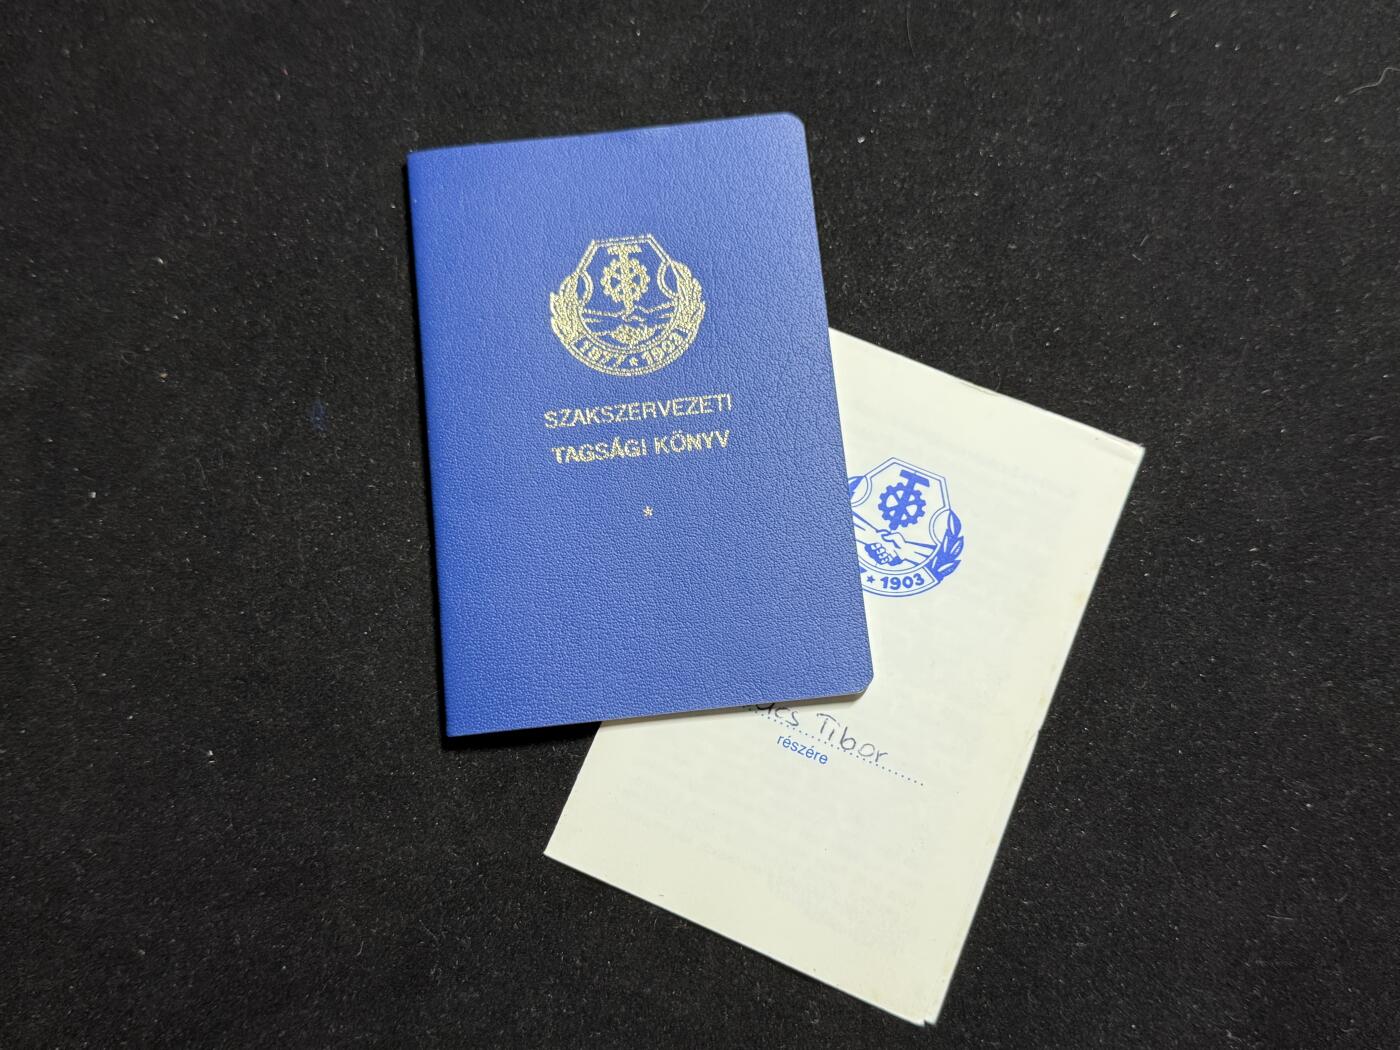 1877 * 1903
SZAKSZERVEZETI
TAGSÁGI KÖNYV
*
* 1903
Tibor
részére